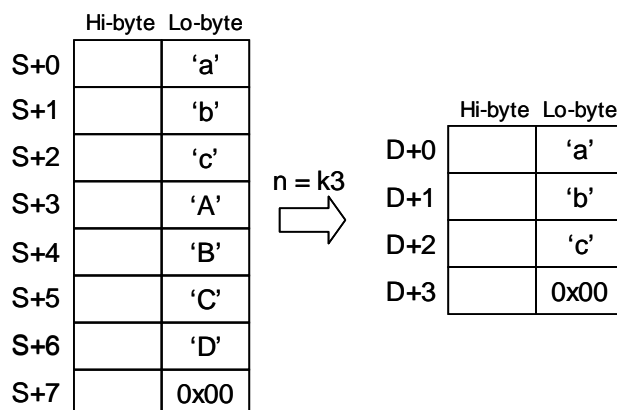 Hi-byte Lo-byte
S+0 ‘a’
S+1 ‘b’
S+2 ‘c’
S+3 ‘A’
S+4 ‘B’
S+5 ‘C’
S+6 ‘D’
S+7 0x00
n = k3
Hi-byte Lo-byte
D+0 ‘a’
D+1 ‘b’
D+2 ‘c’
D+3 0x00